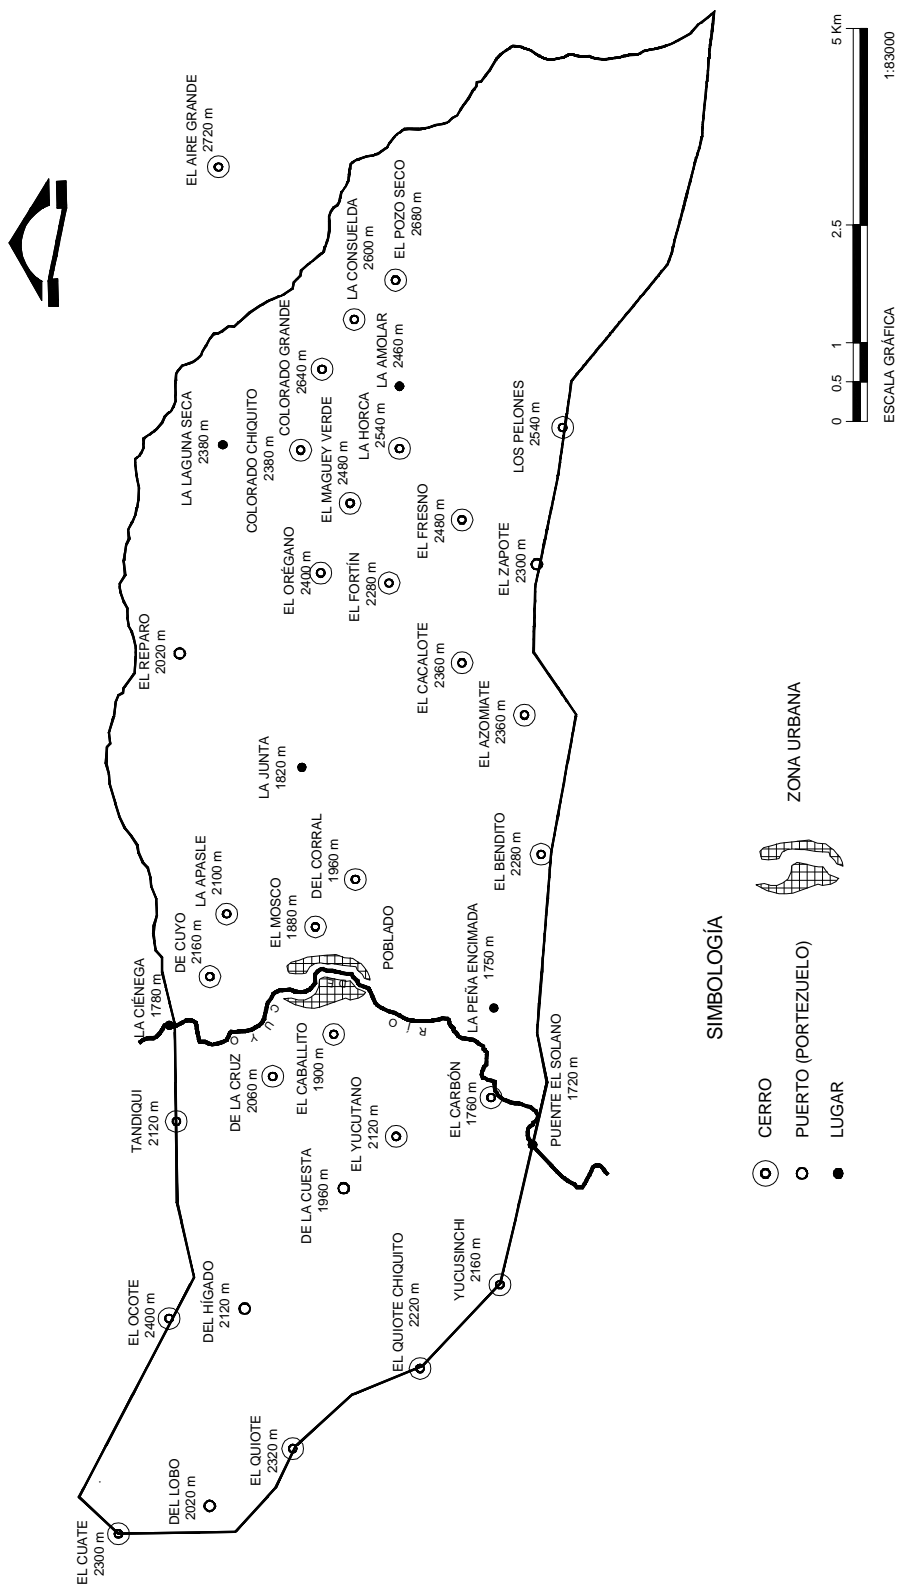 EL CUATE
2300 m
EL OCOTE
2400 m
TANDIQUI
2120 m
LA CIÉNEGA
1780 m
EL REPARO
2020 m
DEL LOBO
2020 m
DEL HÍGADO
2120 m
DE CUYO
2160 m
LA APASLE
2100 m
LA LAGUNA SECA
2380 m
EL AIRE GRANDE
2720 m
EL QUIOTE
2320 m
DE LA CRUZ
2060 m
EL MOSCO
1880 m
LA JUNTA
1820 m
COLORADO CHIQUITO
2380 m
COLORADO GRANDE
2640 m
DE LA CUESTA
1960 m
EL CABALLITO
1900 m
DEL CORRAL
1960 m
EL ORÉGANO
2400 m
EL MAGUEY VERDE
2480 m
LA CONSUELDA
2600 m
EL YUCUTANO
2120 m
EL FORTÍN
2280 m
LA HORCA
2540 m
LA AMOLAR
2460 m
EL POZO SECO
2680 m
RÍO DE CUYO
POBLADO
EL QUIOTE CHIQUITO
2220 m
EL CARBÓN
1760 m
LA PEÑA ENCIMADA
1750 m
EL CACALOTE
2360 m
EL FRESNO
2480 m
YUCUSINCHI
2160 m
EL BENDITO
2280 m
EL AZOMIATE
2360 m
EL ZAPOTE
2300 m
LOS PELONES
2540 m
PUENTE EL SOLANO
1720 m
SIMBOLOGÍA
CERRO
PUERTO (PORTEZUELO)
LUGAR
ZONA URBANA
0 0.5 1 2.5 5 Km
ESCALA GRÁFICA 1:83000